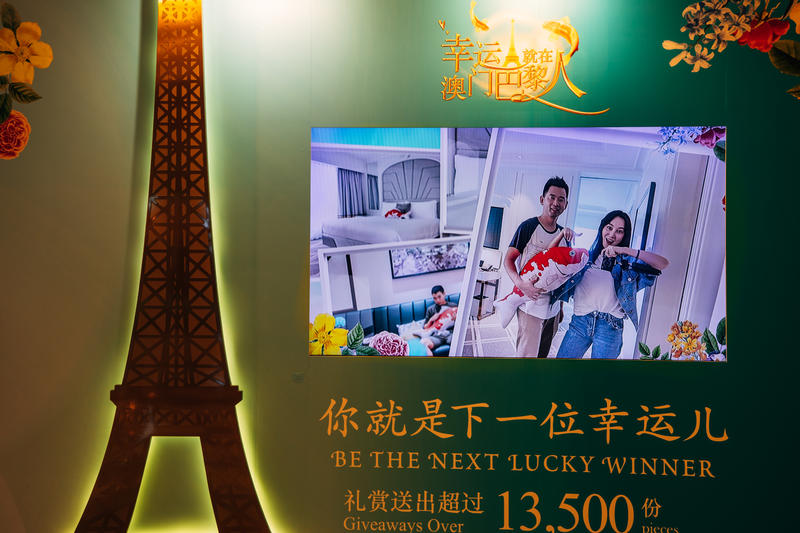 幸运 就在
澳门巴黎人
你就是下一位幸运儿
BE THE NEXT LUCKY WINNER
礼赏送出超过 13,500 份
Giveaways Over pieces